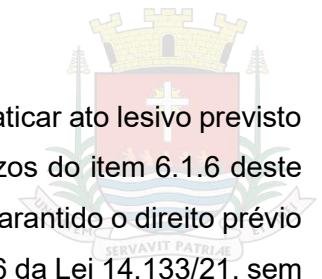 aticar ato lesivo previsto
zos do item 6.1.6 deste
arantido o direito prévio
SERVAVIT PATRIAE
6 da Lei 14.133/21, sem